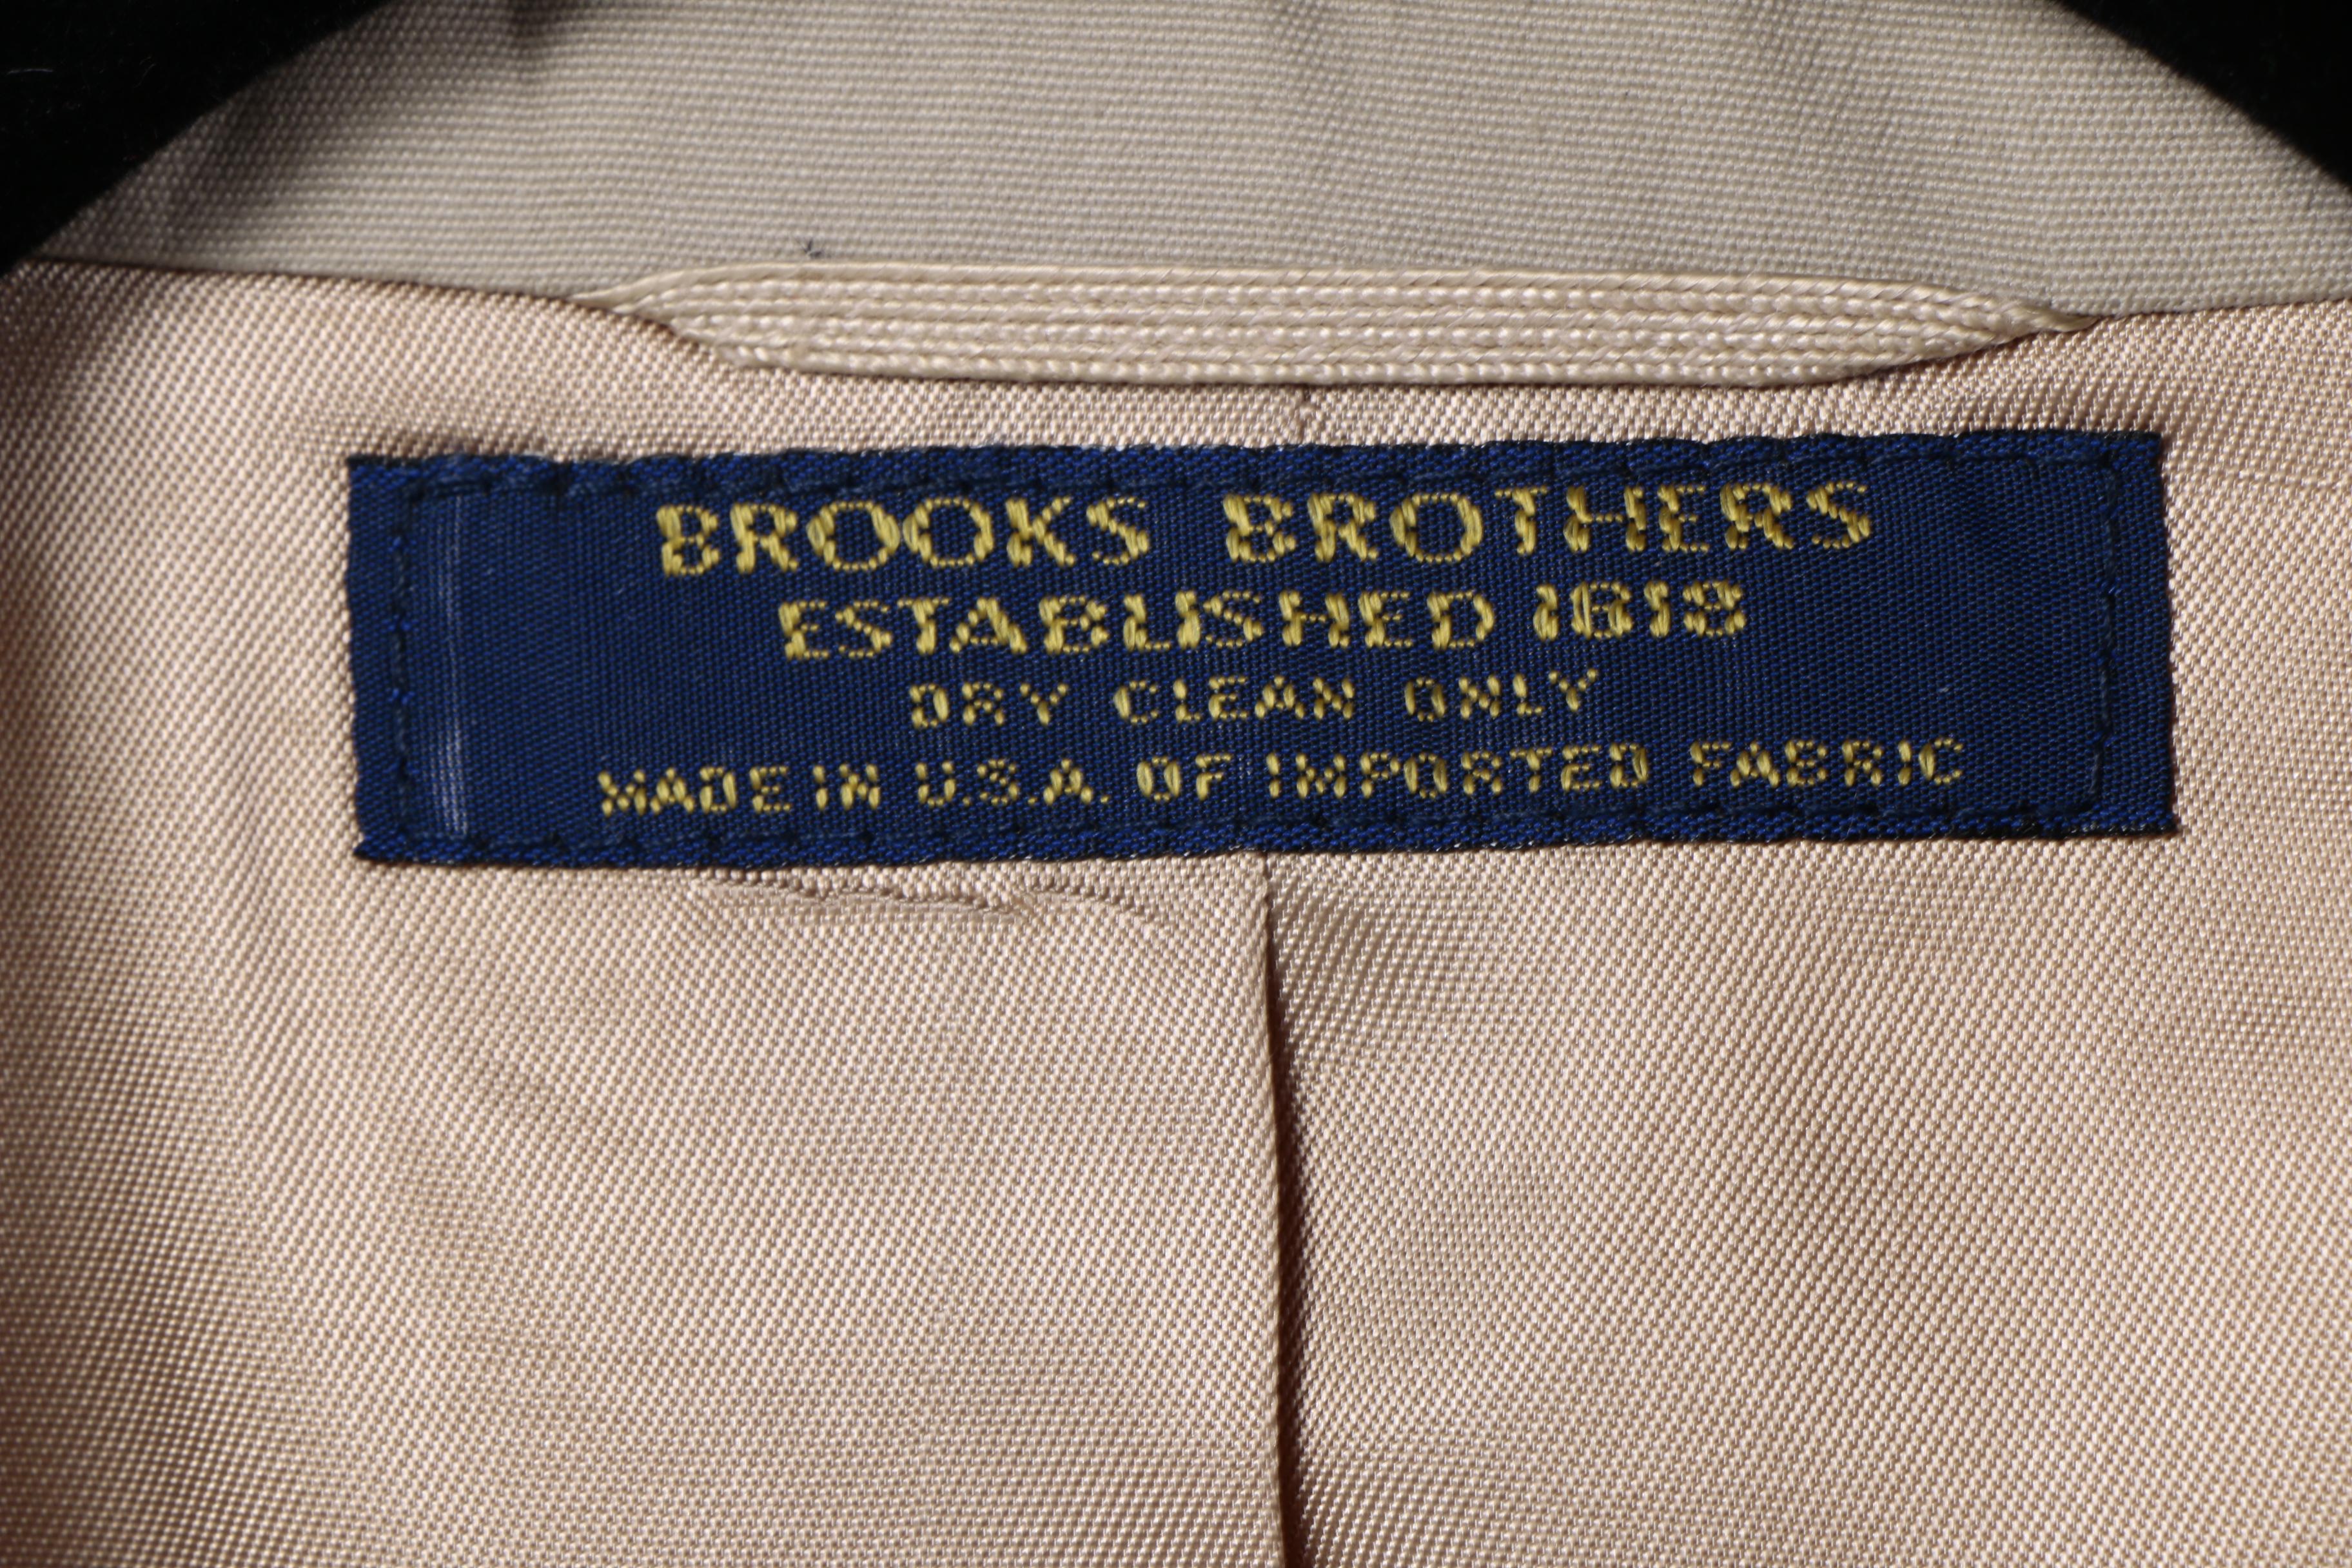 BROOKS BROTHERS
ESTABLISHED 1818
DRY CLEAN ONLY
MADE IN U.S.A. OF IMPORTED FABRIC